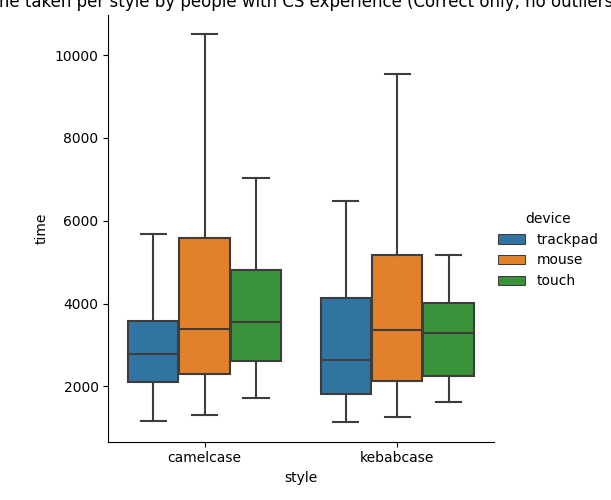 me taken per style by people with CS experience (Correct only, no outliers
10000
8000
6000
4000
2000
time
camelcase
kebabcase
style
device
trackpad
mouse
touch